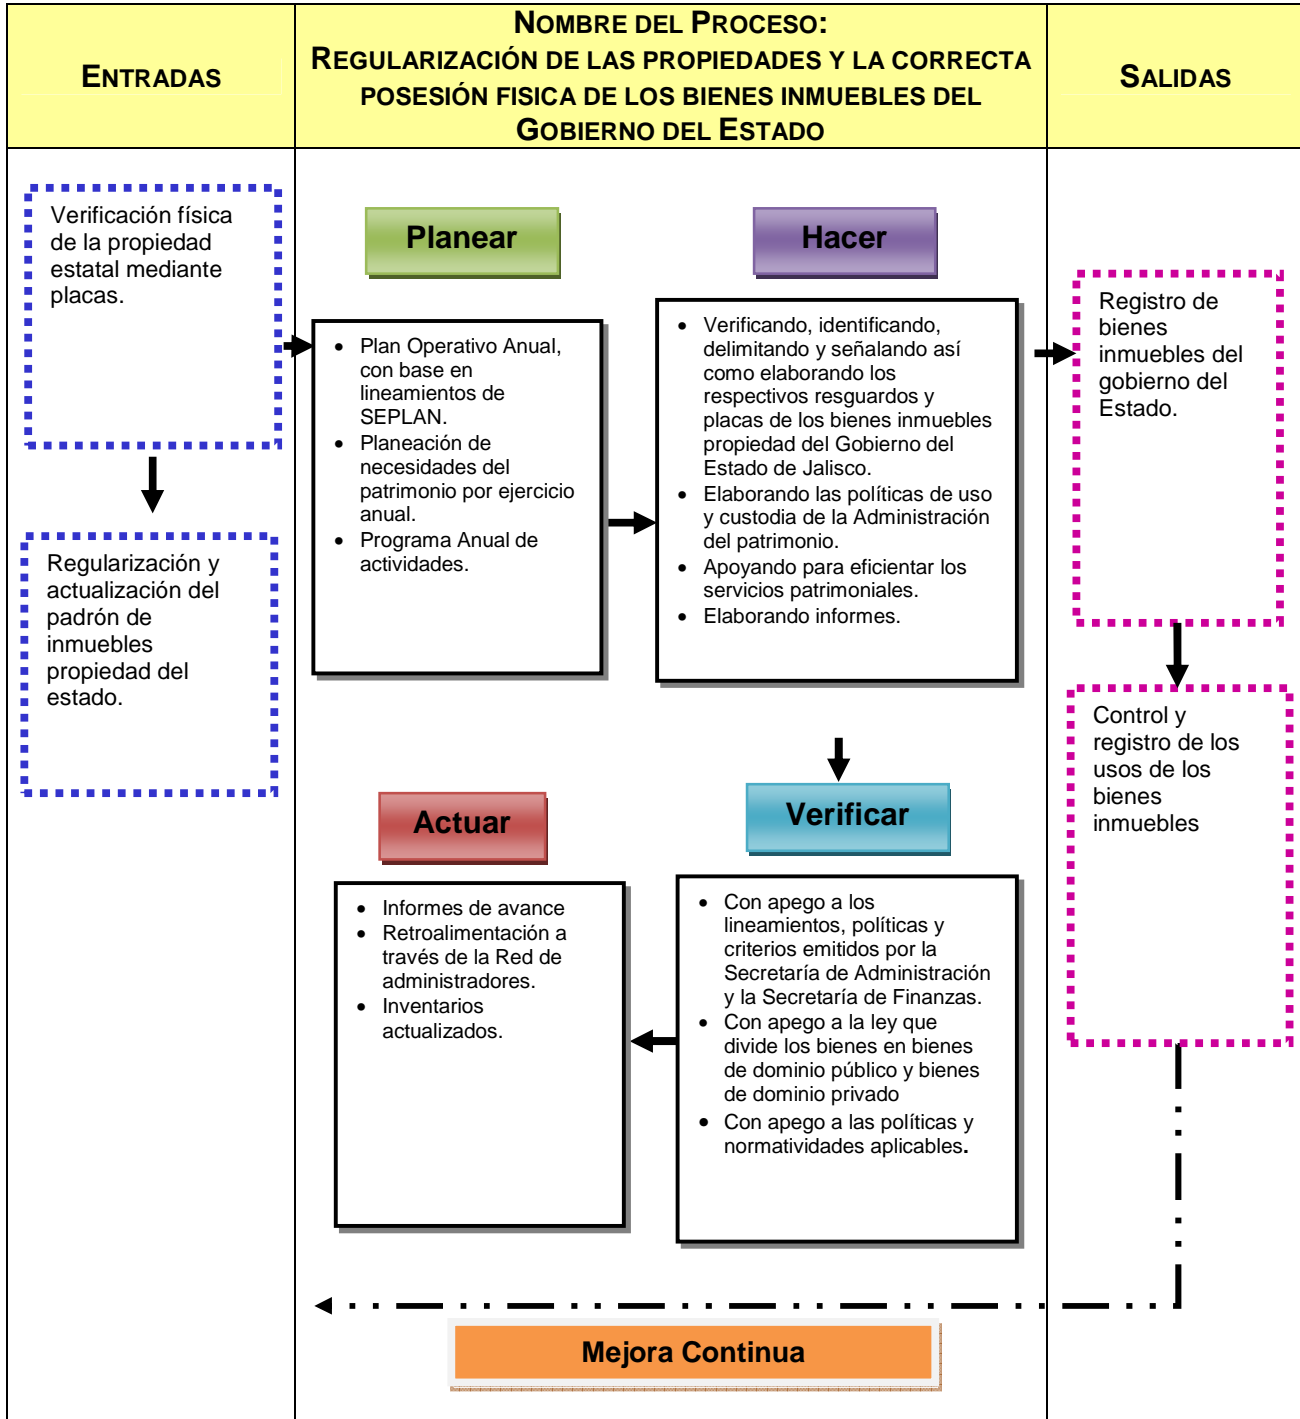 ENTRADAS
NOMBRE DEL PROCESO:
REGULARIZACIÓN DE LAS PROPIEDADES Y LA CORRECTA
POSESIÓN FISICA DE LOS BIENES INMUEBLES DEL
GOBIERNO DEL ESTADO
SALIDAS
Verificación física
de la propiedad
estatal mediante
placas.
Regularización y
actualización del
padrón de
inmuebles
propiedad del
estado.
Planear
• Plan Operativo Anual,
con base en
lineamientos de
SEPLAN.
• Planeación de
necesidades del
patrimonio por ejercicio
anual.
• Programa Anual de
actividades.
Hacer
• Verificando, identificando,
delimitando y señalando así
como elaborando los
respectivos resguardos y
placas de los bienes inmuebles
propiedad del Gobierno del
Estado de Jalisco.
• Elaborando las políticas de uso
y custodia de la Administración
del patrimonio.
• Apoyando para eficientar los
servicios patrimoniales.
• Elaborando informes.
Actuar
• Informes de avance
• Retroalimentación a
través de la Red de
administradores.
• Inventarios
actualizados.
Verificar
• Con apego a los
lineamientos, políticas y
criterios emitidos por la
Secretaría de Administración
y la Secretaría de Finanzas.
• Con apego a la ley que
divide los bienes en bienes
de dominio público y bienes
de dominio privado
• Con apego a las políticas y
normatividades aplicables.
Registro de
bienes
inmuebles del
gobierno del
Estado.
Control y
registro de los
usos de los
bienes
inmuebles
Mejora Continua